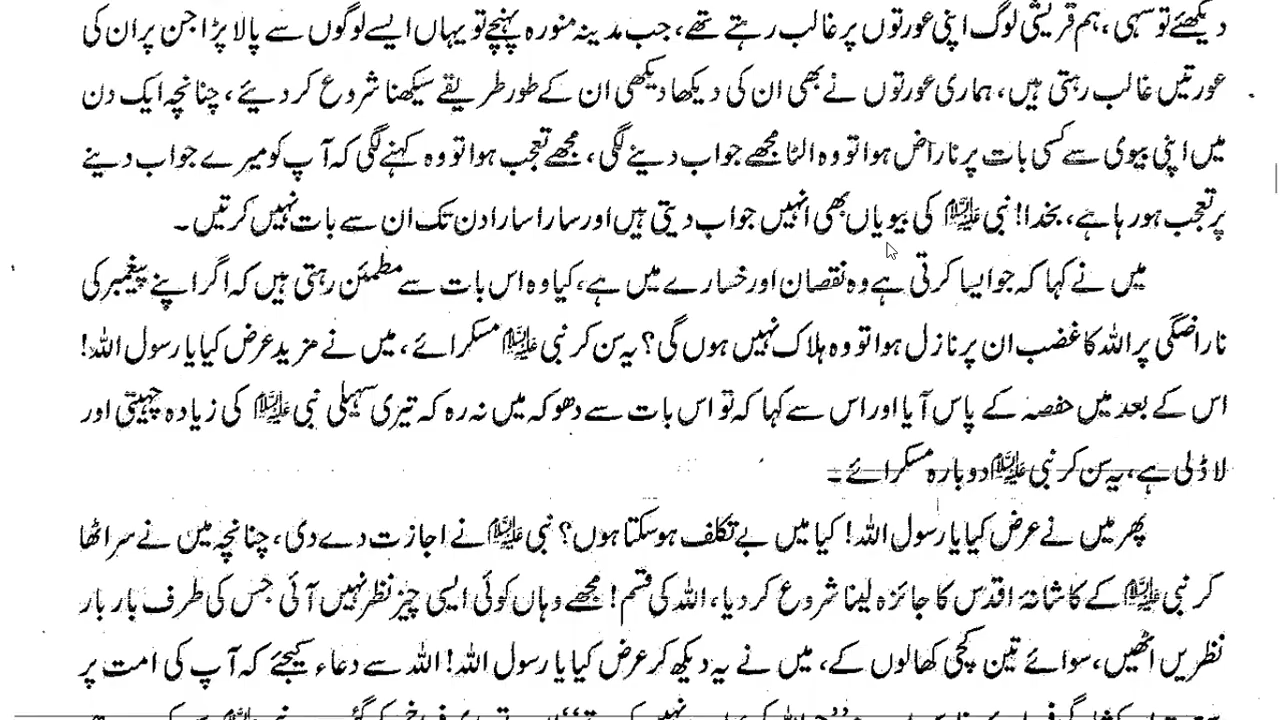 دیکھئے تو سہی، ہم قریشی لوگ اپنی عورتوں پر غالب رہتے تھے، جب مدینہ منورہ پہنچے تو یہاں ایسے لوگوں سے پالا پڑا جن پر ان کی
عورتیں غالب رہتی ہیں، ہماری عورتوں نے بھی ان کی دیکھا دیکھی ان کے طور طریقے سیکھنا شروع کر دیئے، چنانچہ ایک دن
میں اپنی بیوی سے کسی بات پر ناراض ہوا تو وہ الٹا مجھے جواب دینے لگی، مجھے تعجب ہوا تو وہ کہنے لگی کہ آپ کو میرے جواب دینے
پر تعجب ہو رہا ہے، بخدا! نبی علیہ السلام کی بیویاں بھی انہیں جواب دیتی ہیں اور سارا سارا دن تک ان سے بات نہیں کرتیں۔
میں نے کہا کہ جو ایسا کرتی ہے وہ نقصان اور خسارے میں ہے، کیا وہ اس بات سے مطمئن رہتی ہیں کہ اگر اپنے پیغمبر کی
ناراضگی پر اللہ کا غضب ان پر نازل ہوا تو وہ ہلاک نہیں ہوں گی؟ یہ سن کر نبی علیہ السلام مسکرائے، میں نے مزید عرض کیا یا رسول اللہ!
اس کے بعد میں حفصہ کے پاس آیا اور اس سے کہا کہ تو اس بات سے دھوکہ میں نہ رہ کہ تیری سہیلی نبی علیہ السلام کی زیادہ چہیتی اور
لاڈلی ہے، یہ سن کر نبی علیہ السلام دوبارہ مسکرائے۔
پھر میں نے عرض کیا یا رسول اللہ! کیا میں بے تکلف ہو سکتا ہوں؟ نبی علیہ السلام نے اجازت دے دی، چنانچہ میں نے سر اٹھا
کر نبی علیہ السلام کے کاشانۂ اقدس کا جائزہ لینا شروع کر دیا، اللہ کی قسم! مجھے وہاں کوئی ایسی چیز نظر نہیں آئی جس کی طرف بار بار
نظریں اٹھیں، سوائے تین کچی کھالوں کے، میں نے یہ دیکھ کر عرض کیا یا رسول اللہ! اللہ سے دعاء کیجئے کہ آپ کی امت پر